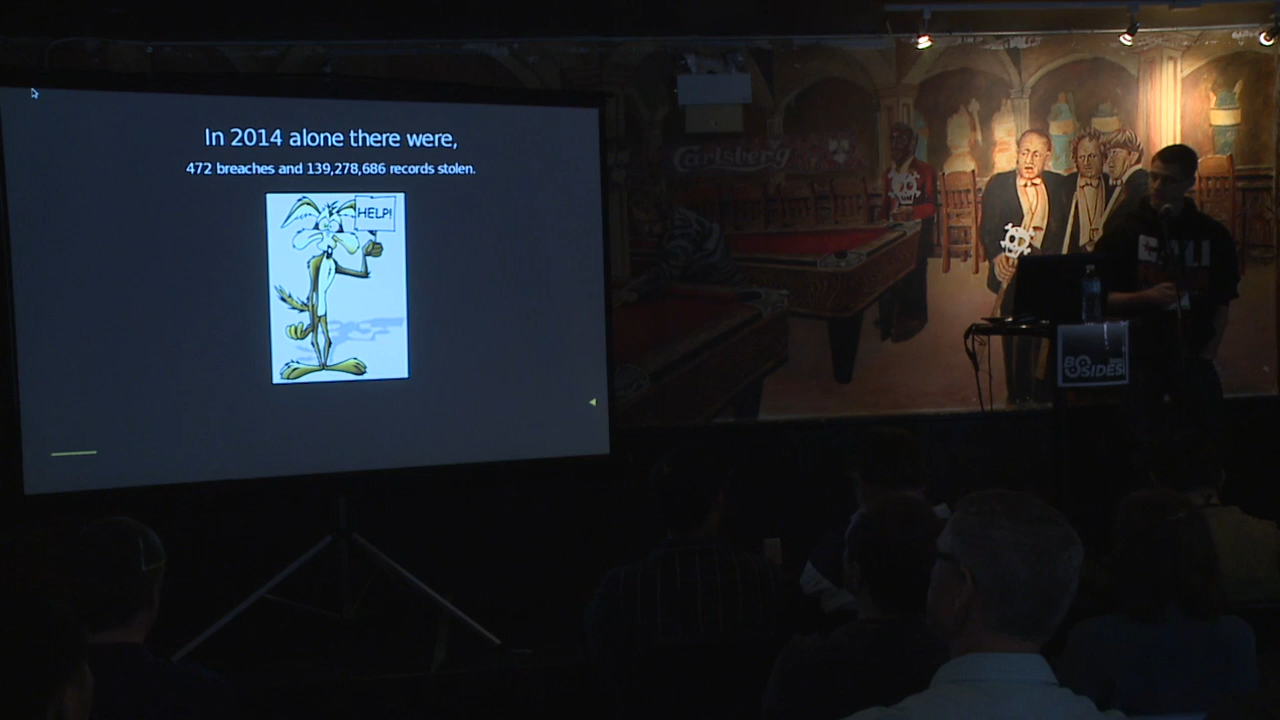 In 2014 alone there were,
472 breaches and 139,278,686 records stolen.
HELP!
Carlsberg
BSIDES